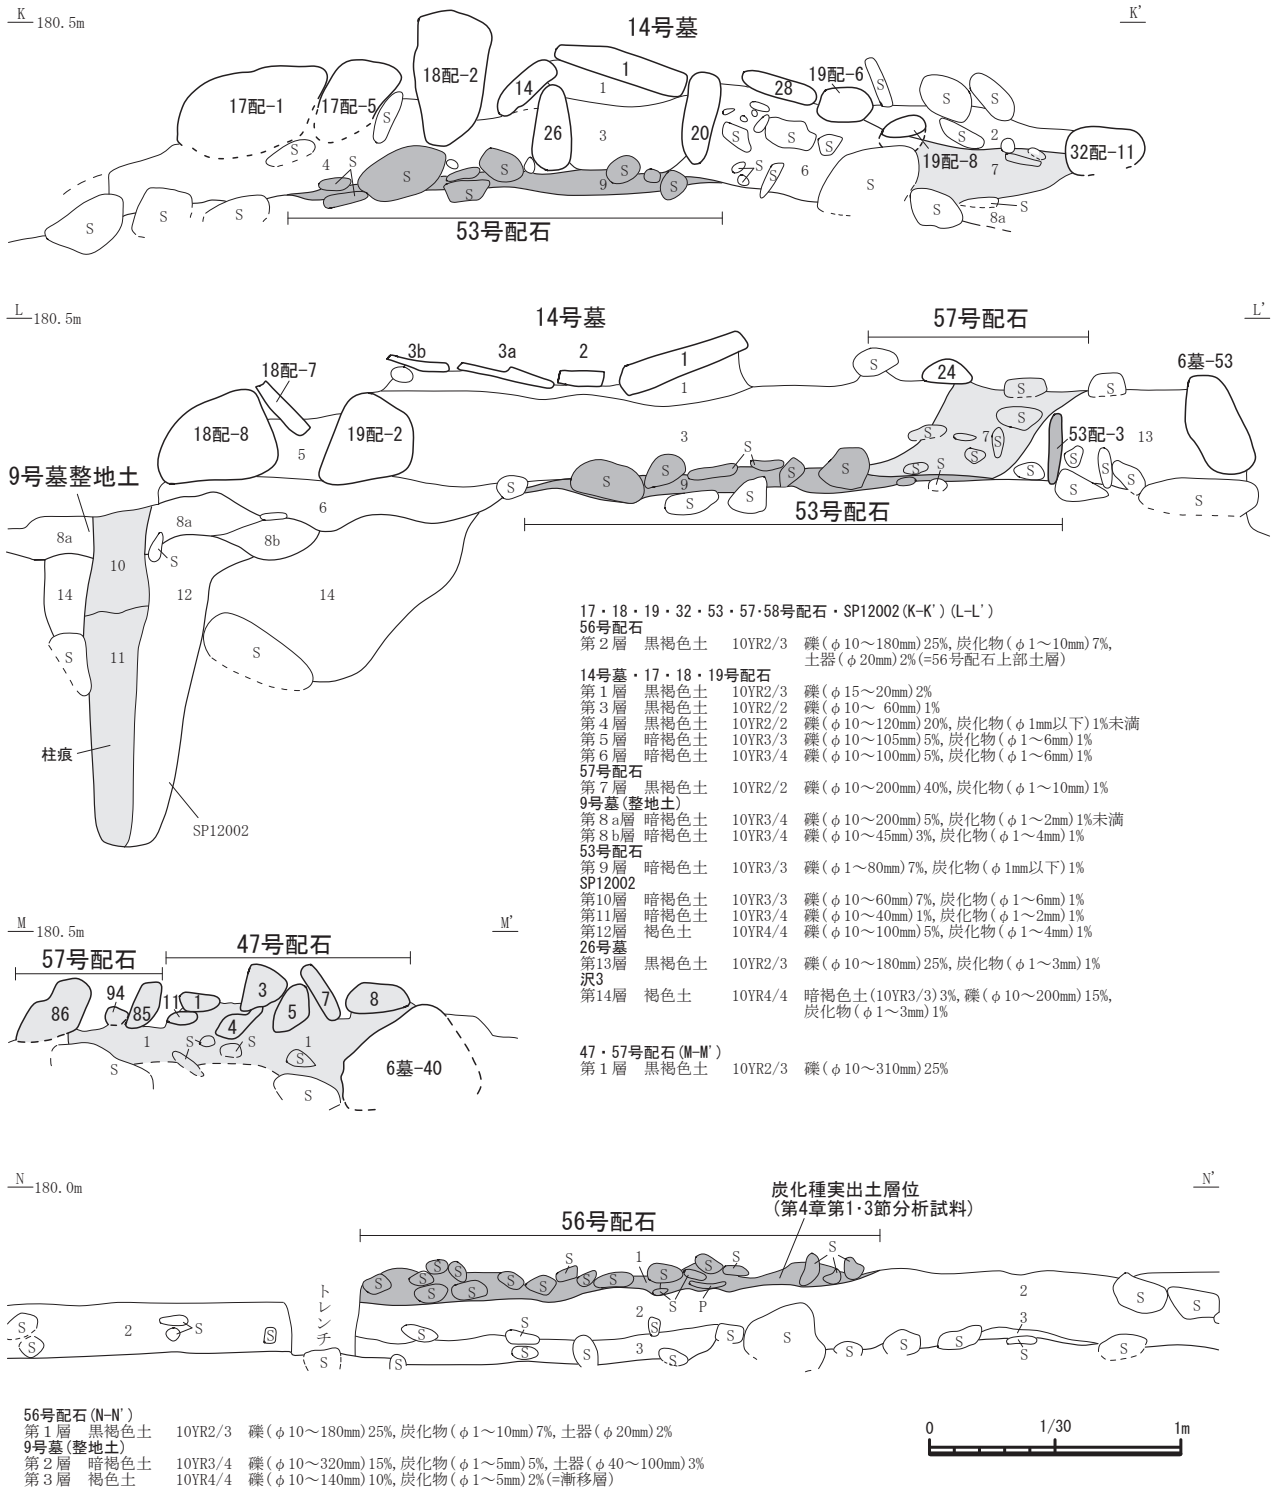 K 180.5m
K'
14号墓
17配-1
17配-5
18配-2
14
1
1
28
19配-6
S
S
S
S
26
3
20
S
S
S
S
2
32配-11
19配-8
S
4
S
S
S
S
9
S
S
S
6
S
7
S
S
8a
S
S
S
S
53号配石
L 180.5m
L'
14号墓
57号配石
3b
3a
2
1
1
18配-7
18配-8
19配-2
5
3
S
24
S
S
S
6墓-53
S
7
S
S
S
S
53配-3
13
S
S
S
S
S
9号墓整地土
6
S
S
S
S
S
S
9
S
S
53号配石
8a
8a
8b
S
10
14
12
14
S
11
S
柱痕
SP12002
17・18・19・32・53・57・58号配石・SP12002(K-K')(L-L')
56号配石
第２層 黒褐色土 10YR2/3 礫(φ10～180mm)25%,炭化物(φ1～10mm)7%,
土器(φ20mm)2%(=56号配石上部土層)
14号墓・17・18・19号配石
第１層 黒褐色土 10YR2/3 礫(φ15～20mm)2%
第３層 黒褐色土 10YR2/2 礫(φ10～ 60mm)1%
第４層 黒褐色土 10YR2/2 礫(φ10～120mm)20%,炭化物(φ1mm以下)1%未満
第５層 暗褐色土 10YR3/3 礫(φ10～105mm)5%,炭化物(φ1～6mm)1%
第６層 暗褐色土 10YR3/4 礫(φ10～100mm)5%,炭化物(φ1～6mm)1%
57号配石
第７層 黒褐色土 10YR2/2 礫(φ10～200mm)40%,炭化物(φ1～10mm)1%
9号墓(整地土)
第８a層 暗褐色土 10YR3/4 礫(φ10～200mm)5%,炭化物(φ1～2mm)1%未満
第８b層 暗褐色土 10YR3/4 礫(φ10～45mm)3%,炭化物(φ1～4mm)1%
53号配石
第９層 暗褐色土 10YR3/3 礫(φ1～80mm)7%,炭化物(φ1mm以下)1%
SP12002
第10層 暗褐色土 10YR3/3 礫(φ10～60mm)7%,炭化物(φ1～6mm)1%
第11層 暗褐色土 10YR3/4 礫(φ10～40mm)1%,炭化物(φ1～2mm)1%
第12層 褐色土 10YR4/4 礫(φ10～100mm)5%,炭化物(φ1～4mm)1%
26号墓
第13層 黒褐色土 10YR2/3 礫(φ10～180mm)25%,炭化物(φ1～3mm)1%
沢3
第14層 褐色土 10YR4/4 暗褐色土(10YR3/3)3%,礫(φ10～200mm)15%,
炭化物(φ1～3mm)1%
47・57号配石(M-M')
第１層 黒褐色土 10YR2/3 礫(φ10～310mm)25%
M 180.5m
M'
57号配石
47号配石
86
94
85
11
1
3
4
5
7
8
1
S
S
1
S
S
S
6墓-40
N 180.0m
N'
炭化種実出土層位
(第4章第1・3節分析試料)
56号配石
S
S
S
S
S
S
S
S
S
S
S
S
1
S
S
S
S
S
P
トレンチ
2
S
S
S
S
S
2
S
S
S
S
S
3
S
S
S
S
S
S
2
3
S
S
S
S
56号配石(N-N')
第１層 黒褐色土 10YR2/3 礫(φ10～180mm)25%,炭化物(φ1～10mm)7%,土器(φ20mm)2%
9号墓(整地土)
第２層 暗褐色土 10YR3/4 礫(φ10～320mm)15%,炭化物(φ1～5mm)5%,土器(φ40～100mm)3%
第３層 褐色土 10YR4/4 礫(φ10～140mm)10%,炭化物(φ1～5mm)2%(=漸移層)
0 1/30 1m